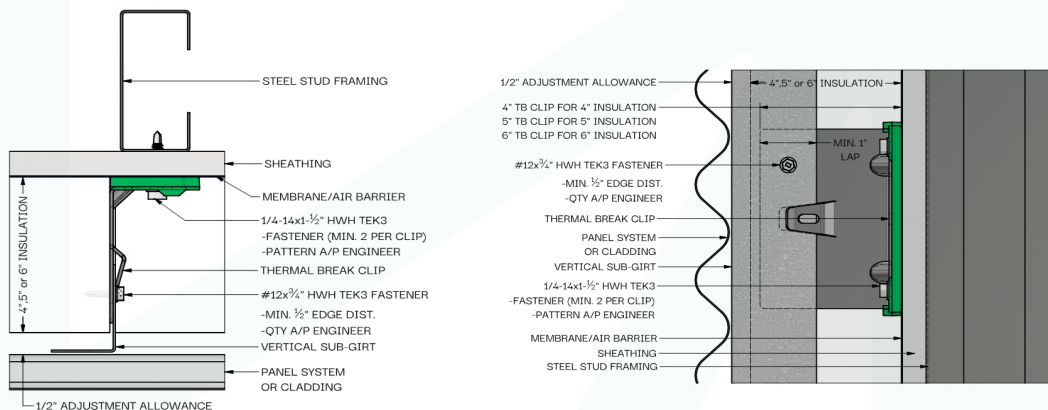 STEEL STUD FRAMING
SHEATHING
MEMBRANE/AIR BARRIER
1/4-14x1-½" HWH TEK3
-FASTENER (MIN. 2 PER CLIP)
-PATTERN A/P ENGINEER
THERMAL BREAK CLIP
#12x¾" HWH TEK3 FASTENER
-MIN. ½" EDGE DIST.
-QTY A/P ENGINEER
VERTICAL SUB-GIRT
PANEL SYSTEM
OR CLADDING
1/2" ADJUSTMENT ALLOWANCE
4",5" or 6" INSULATION
1/2" ADJUSTMENT ALLOWANCE
4",5" or 6" INSULATION
4" TB CLIP FOR 4" INSULATION
5" TB CLIP FOR 5" INSULATION
6" TB CLIP FOR 6" INSULATION
MIN. 1"
LAP
#12x¾" HWH TEK3 FASTENER
-MIN. ½" EDGE DIST.
-QTY A/P ENGINEER
THERMAL BREAK CLIP
PANEL SYSTEM
OR CLADDING
VERTICAL SUB-GIRT
1/4-14x1-½" HWH TEK3
-FASTENER (MIN. 2 PER CLIP)
-PATTERN A/P ENGINEER
MEMBRANE/AIR BARRIER
SHEATHING
STEEL STUD FRAMING